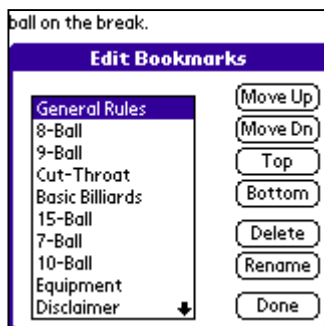 ball on the break.
Edit Bookmarks
General Rules
8-Ball
9-Ball
Cut-Throat
Basic Billiards
15-Ball
7-Ball
10-Ball
Equipment
Disclaimer
Move Up
Move Dn
Top
Bottom
Delete
Rename
Done